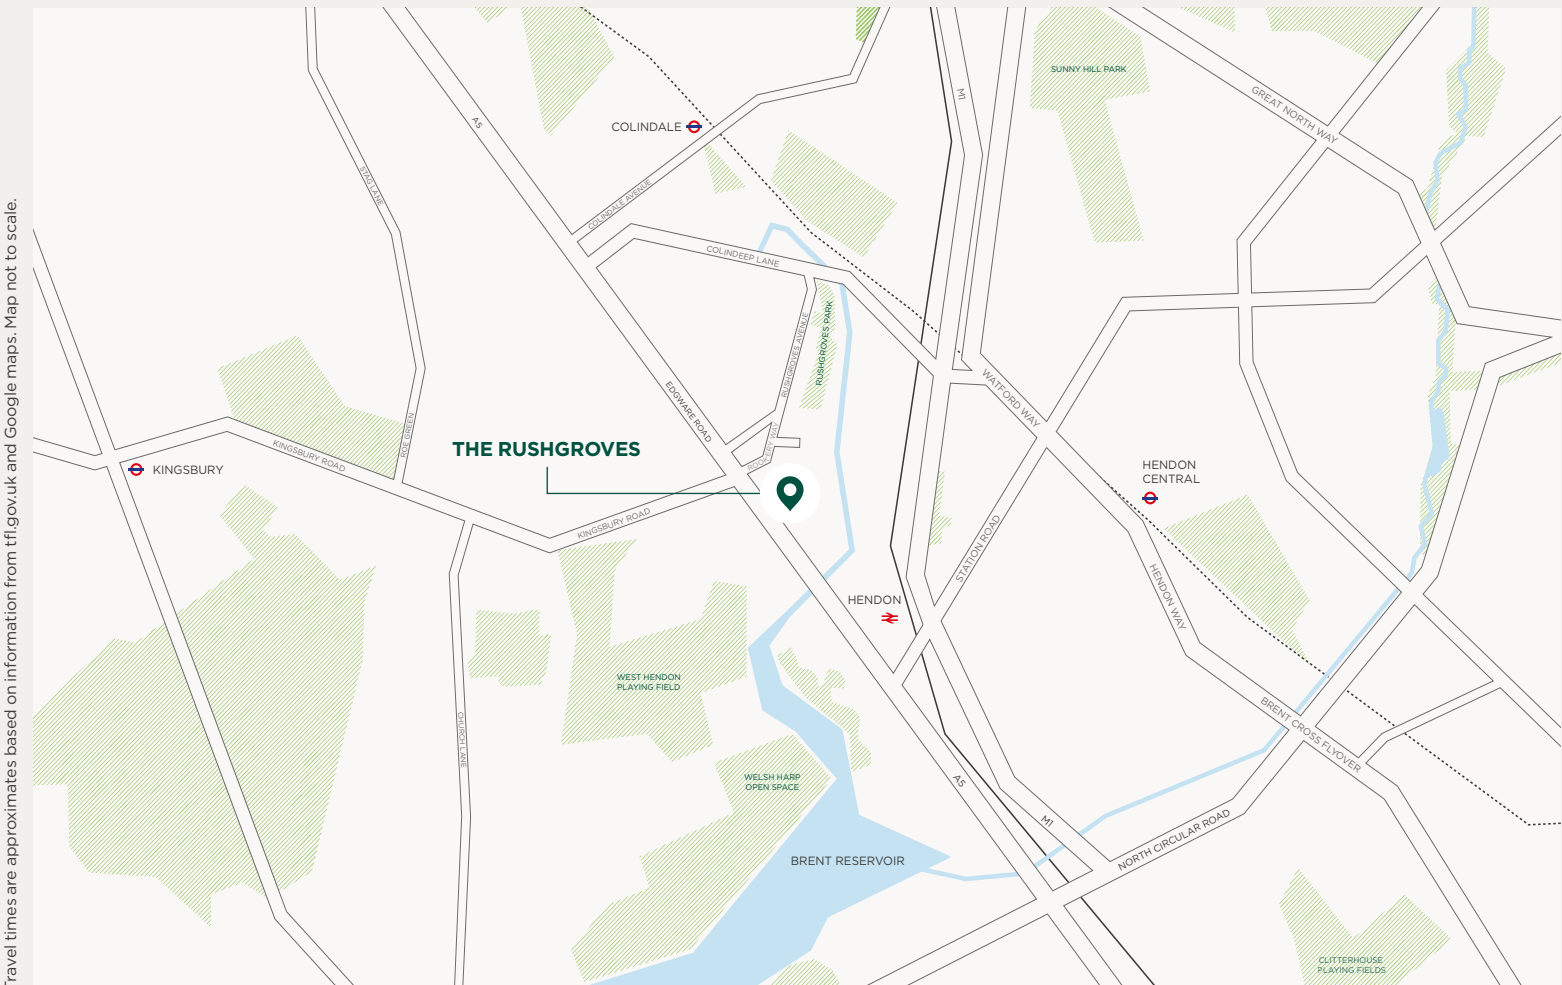 SUNNY HILL PARK
M1
GREAT NORTH WAY
A5
COLINDALE
STAG LANE
COLINDALE AVENUE
COLINDEEP LANE
RUSHGROVES AVENUE
RUSHGROVES PARK
EDGWARE ROAD
WATFORD WAY
ROE GREEN
THE RUSHGROVES
ROOKERY WAY
KINGSBURY ROAD
KINGSBURY
HENDON
CENTRAL
KINGSBURY ROAD
STATION ROAD
HENDON WAY
HENDON
WEST HENDON
PLAYING FIELD
CHURCH LANE
BRENT CROSS FLYOVER
WELSH HARP
OPEN SPACE
A5
M1
NORTH CIRCULAR ROAD
BRENT RESERVOIR
CLITTERHOUSE
PLAYING FIELDS
Travel times are approximates based on information from tfl.gov.uk and Google maps. Map not to scale.